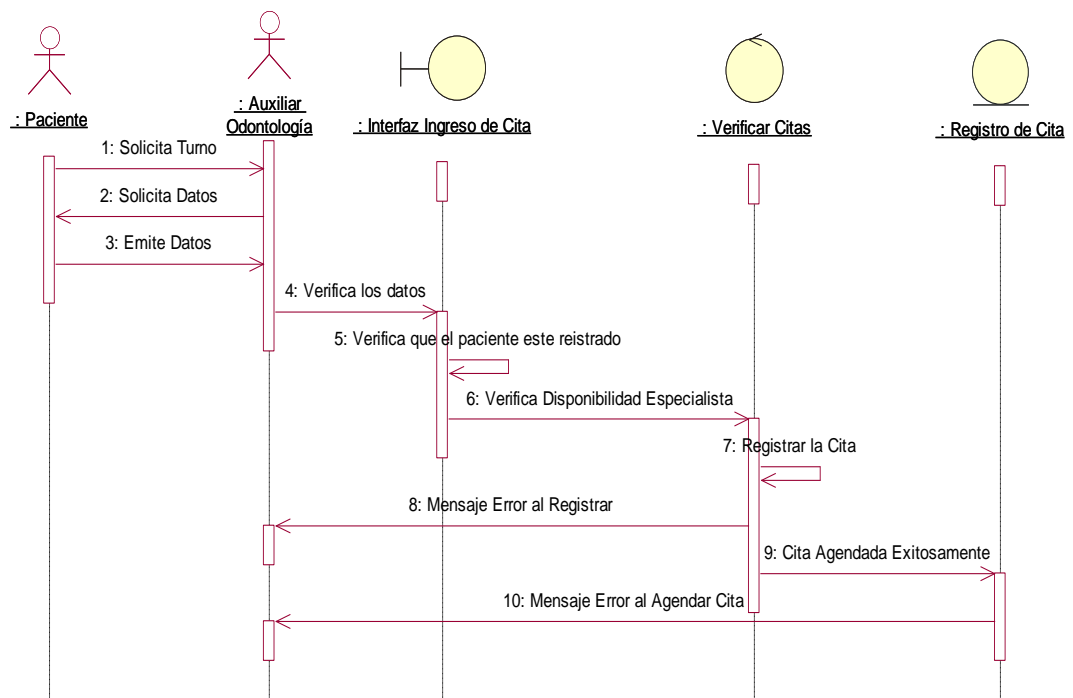 : Paciente
: Auxiliar
Odontología
: Interfaz Ingreso de Cita
: Verificar Citas
: Registro de Cita
1: Solicita Turno
2: Solicita Datos
3: Emite Datos
4: Verifica los datos
5: Verifica que el paciente este reistrado
6: Verifica Disponibilidad Especialista
7: Registrar la Cita
8: Mensaje Error al Registrar
9: Cita Agendada Exitosamente
10: Mensaje Error al Agendar Cita